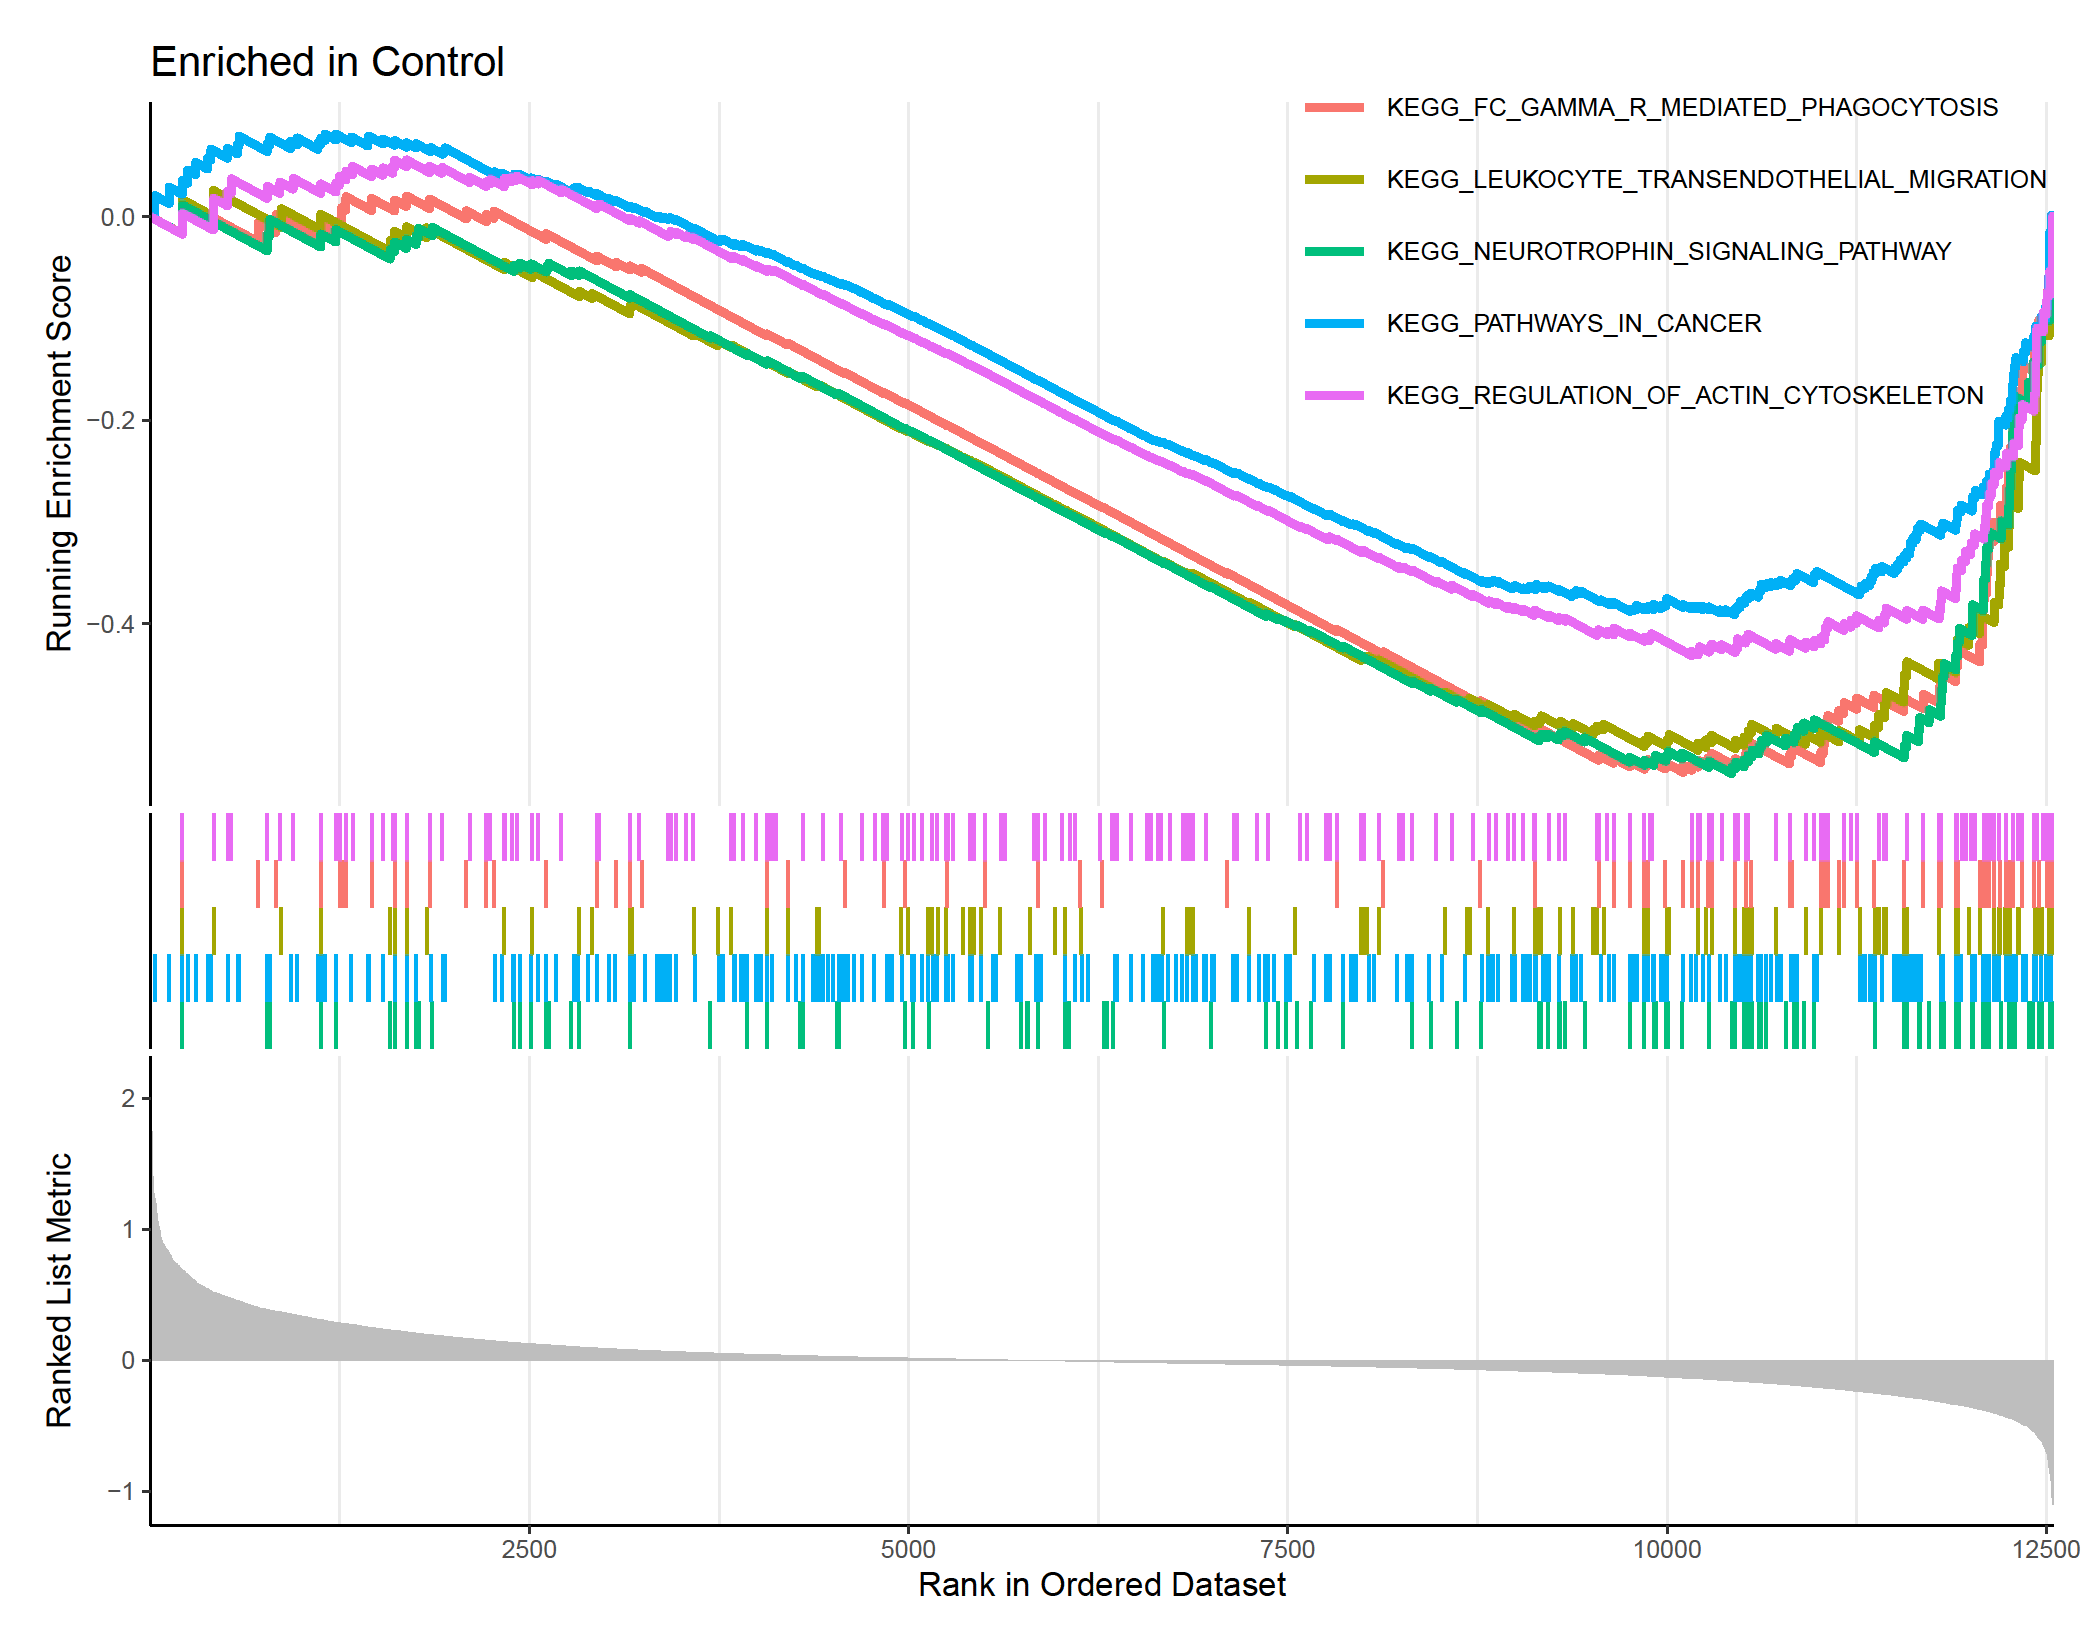 Enriched in Control
KEGG_FC_GAMMA_R_MEDIATED_PHAGOCYTOSIS
KEGG_LEUKOCYTE_TRANSENDOTHELIAL_MIGRATION
KEGG_NEUROTROPHIN_SIGNALING_PATHWAY
KEGG_PATHWAYS_IN_CANCER
KEGG_REGULATION_OF_ACTIN_CYTOSKELETON
Running Enrichment Score
0.0
−0.2
−0.4
Ranked List Metric
2
1
0
−1
2500
5000
7500
10000
12500
Rank in Ordered Dataset